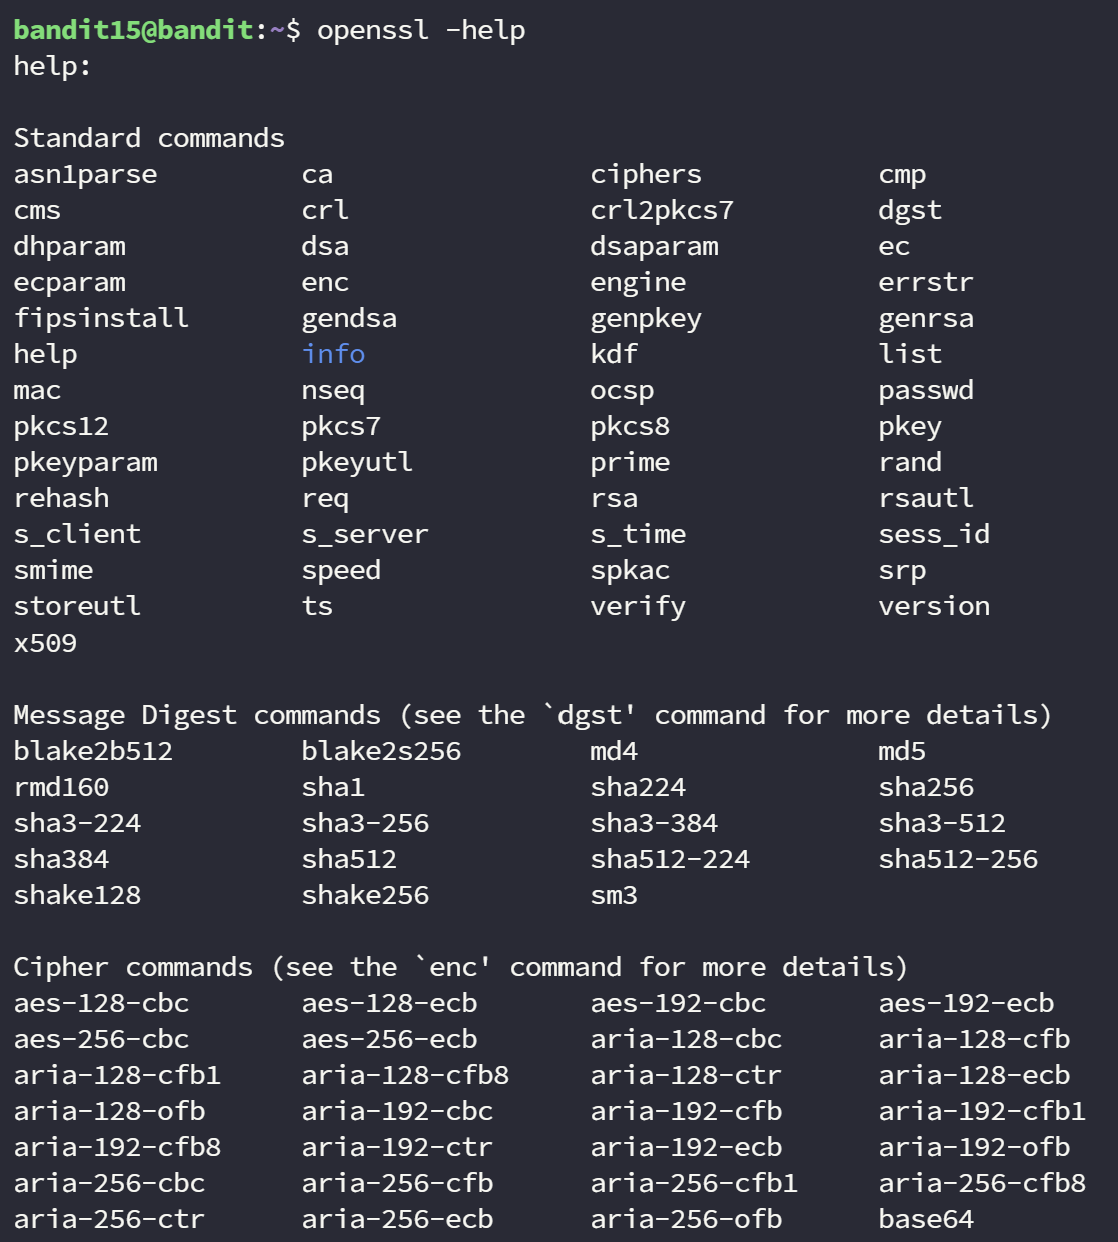 bandit15@bandit:~$ openssl -help
help:
Standard commands
asn1parse ca ciphers cmp
cms crl crl2pkcs7 dgst
dhparam dsa dsaparam ec
ecparam enc engine errstr
fipsinstall gendsa genpkey genrsa
help info kdf list
mac nseq ocsp passwd
pkcs12 pkcs7 pkcs8 pkey
pkeyparam pkeyutl prime rand
rehash req rsa rsautl
s_client s_server s_time sess_id
smime speed spkac srp
storeutl ts verify version
x509
Message Digest commands (see the `dgst' command for more details)
blake2b512 blake2s256 md4 md5
rmd160 sha1 sha224 sha256
sha3-224 sha3-256 sha3-384 sha3-512
sha384 sha512 sha512-224 sha512-256
shake128 shake256 sm3
Cipher commands (see the `enc' command for more details)
aes-128-cbc aes-128-ecb aes-192-cbc aes-192-ecb
aes-256-cbc aes-256-ecb aria-128-cbc aria-128-cfb
aria-128-cfb1 aria-128-cfb8 aria-128-ctr aria-128-ecb
aria-128-ofb aria-192-cbc aria-192-cfb aria-192-cfb1
aria-192-cfb8 aria-192-ctr aria-192-ecb aria-192-ofb
aria-256-cbc aria-256-cfb aria-256-cfb1 aria-256-cfb8
aria-256-ctr aria-256-ecb aria-256-ofb base64